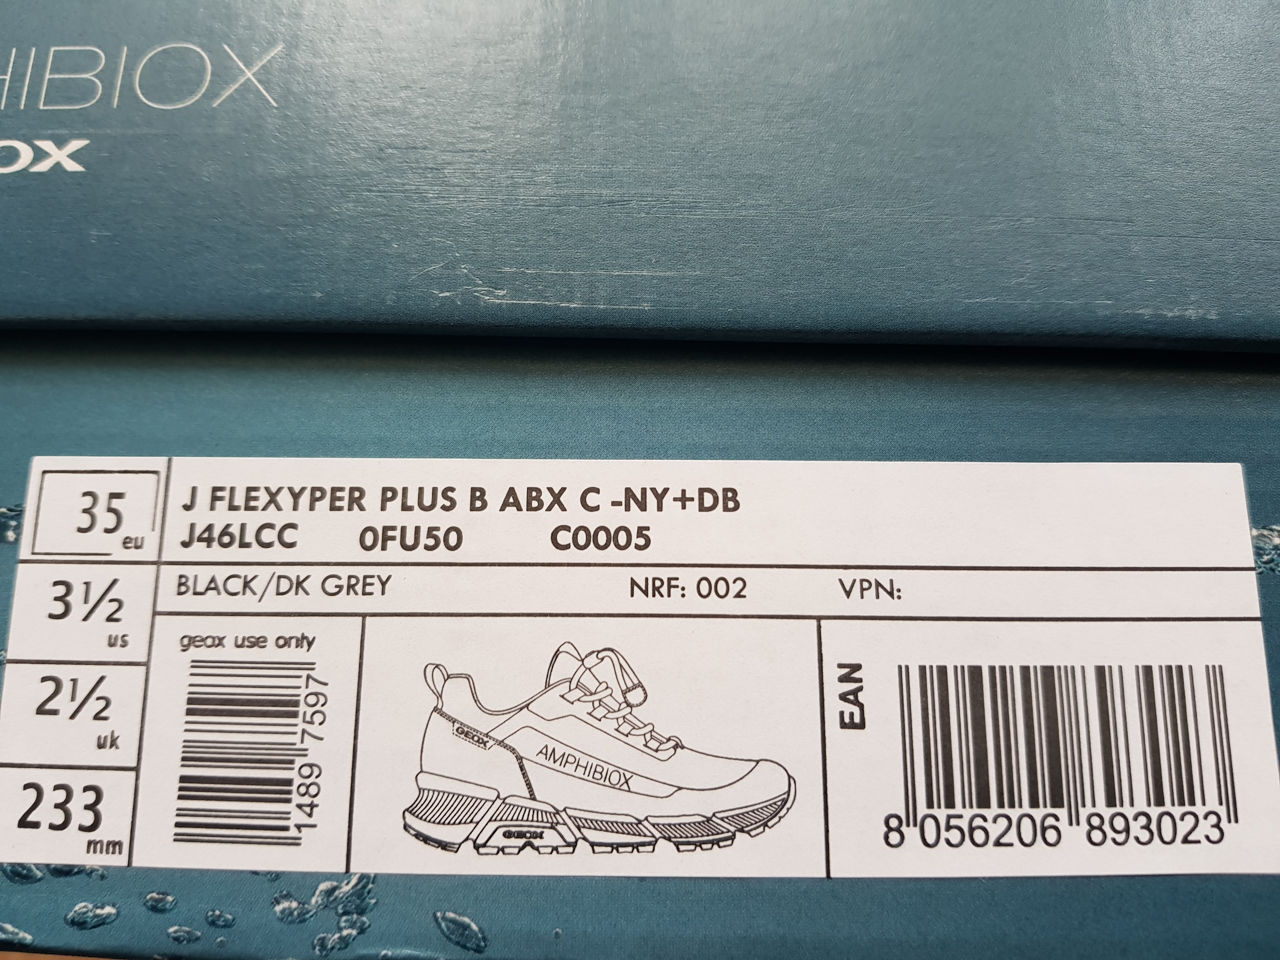 HIBIOX
OX
35 eu
J FLEXYPER PLUS B ABX C -NY+DB
J46LCC 0FU50 C0005
3½ us
BLACK/DK GREY NRF: 002 VPN:
2½ uk
233 mm
geox use only
1489 7597
GEOX
AMPHIBIOX
GEOX
EAN
8 056206 893023